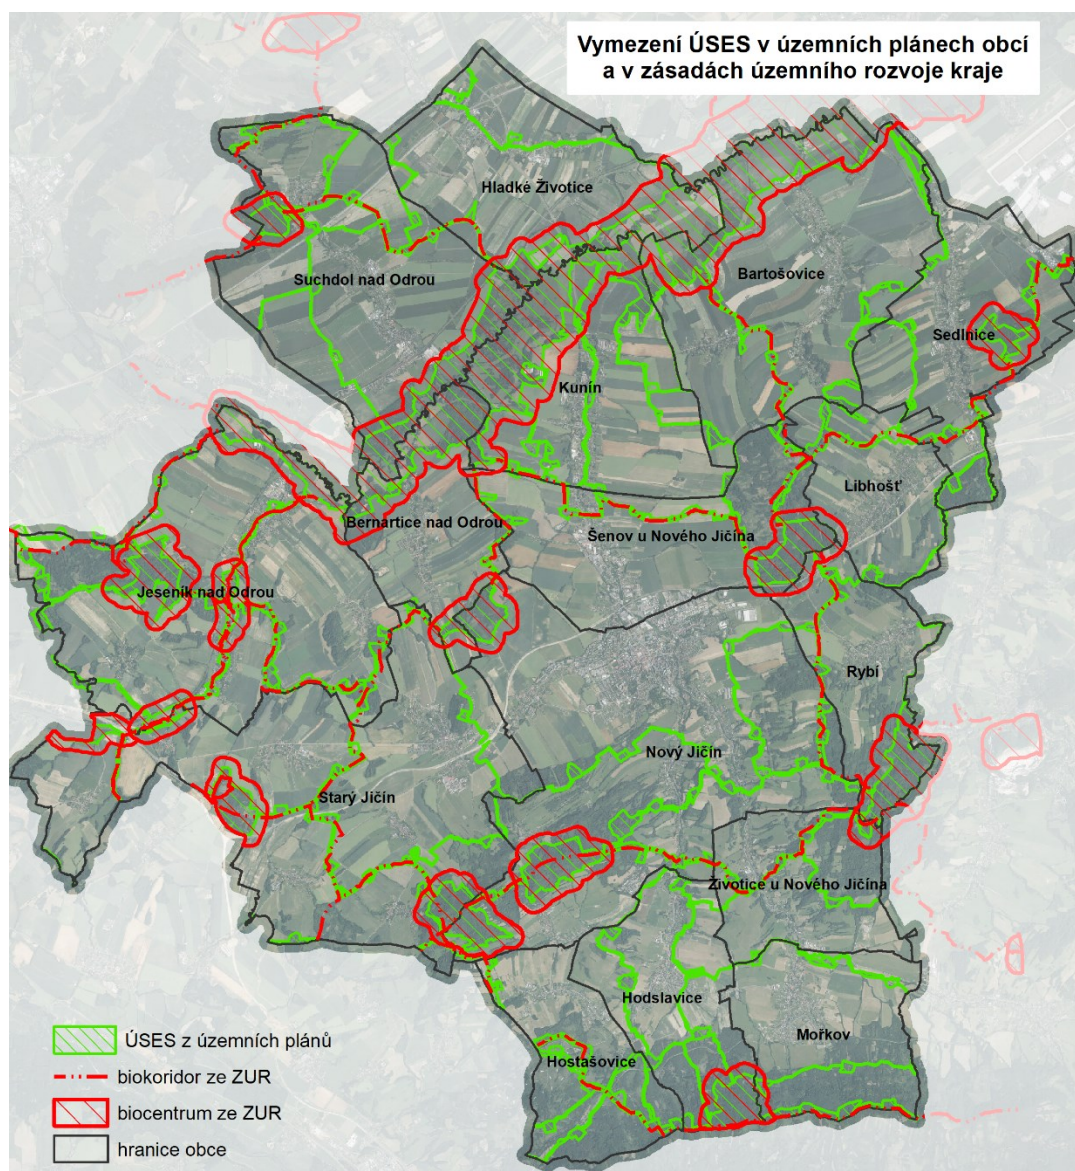 Vymezení ÚSES v územních plánech obcí
a v zásadách územního rozvoje kraje
Hladké Životice
Suchdol nad Odrou
Bartošovice
Sedlnice
Kunín
Libhošť
Bernartice nad Odrou
Šenov u Nového Jičína
Jeseník nad Odrou
Rybí
Nový Jičín
Starý Jičín
Životice u Nového Jičína
Hodslavice
Mořkov
Hostašovice
ÚSES z územních plánů
biokoridor ze ZUR
biocentrum ze ZUR
hranice obce